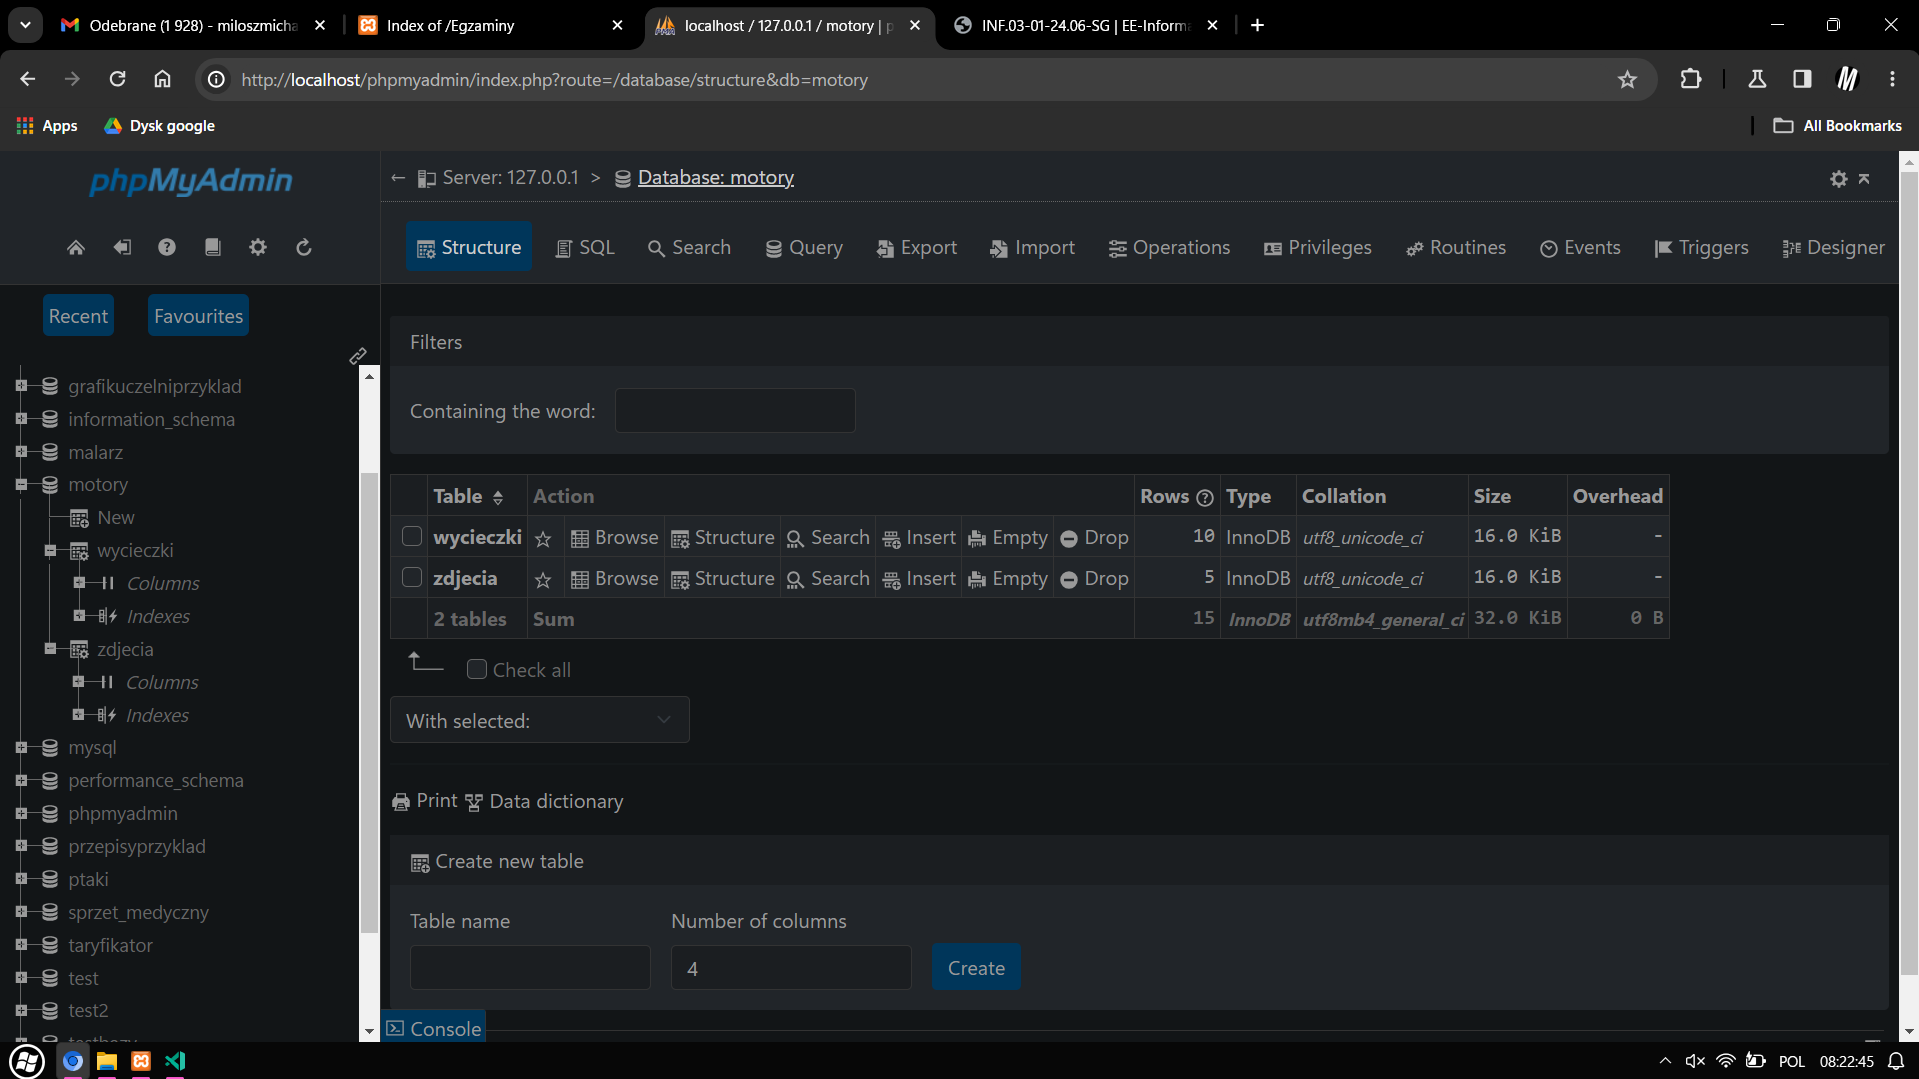 Odebrane (1 928) - miloszmicha
Index of /Egzaminy
localhost / 127.0.0.1 / motory | p
INF.03-01-24.06-SG | EE-Informa
http://localhost/phpmyadmin/index.php?route=/database/structure&db=motory
Apps
Dysk google
All Bookmarks
phpMyAdmin
Server: 127.0.0.1 > Database: motory
Structure SQL Search Query Export Import Operations Privileges Routines Events Triggers Designer
Recent Favourites
grafikuczelniprzyklad
information_schema
malarz
motory
New
wycieczki
Columns
Indexes
zdjecia
Columns
Indexes
mysql
performance_schema
phpmyadmin
przepisyprzyklad
ptaki
sprzet_medyczny
taryfikator
test
test2
Filters
Containing the word:
Table Action Rows Type Collation Size Overhead
wycieczki Browse Structure Search Insert Empty Drop 10 InnoDB utf8_unicode_ci 16.0 KiB -
zdjecia Browse Structure Search Insert Empty Drop 5 InnoDB utf8_unicode_ci 16.0 KiB -
2 tables Sum 15 InnoDB utf8mb4_general_ci 32.0 KiB 0 B
Check all
With selected:
Print Data dictionary
Create new table
Table name Number of columns
4 Create
Console
POL 08:22:45